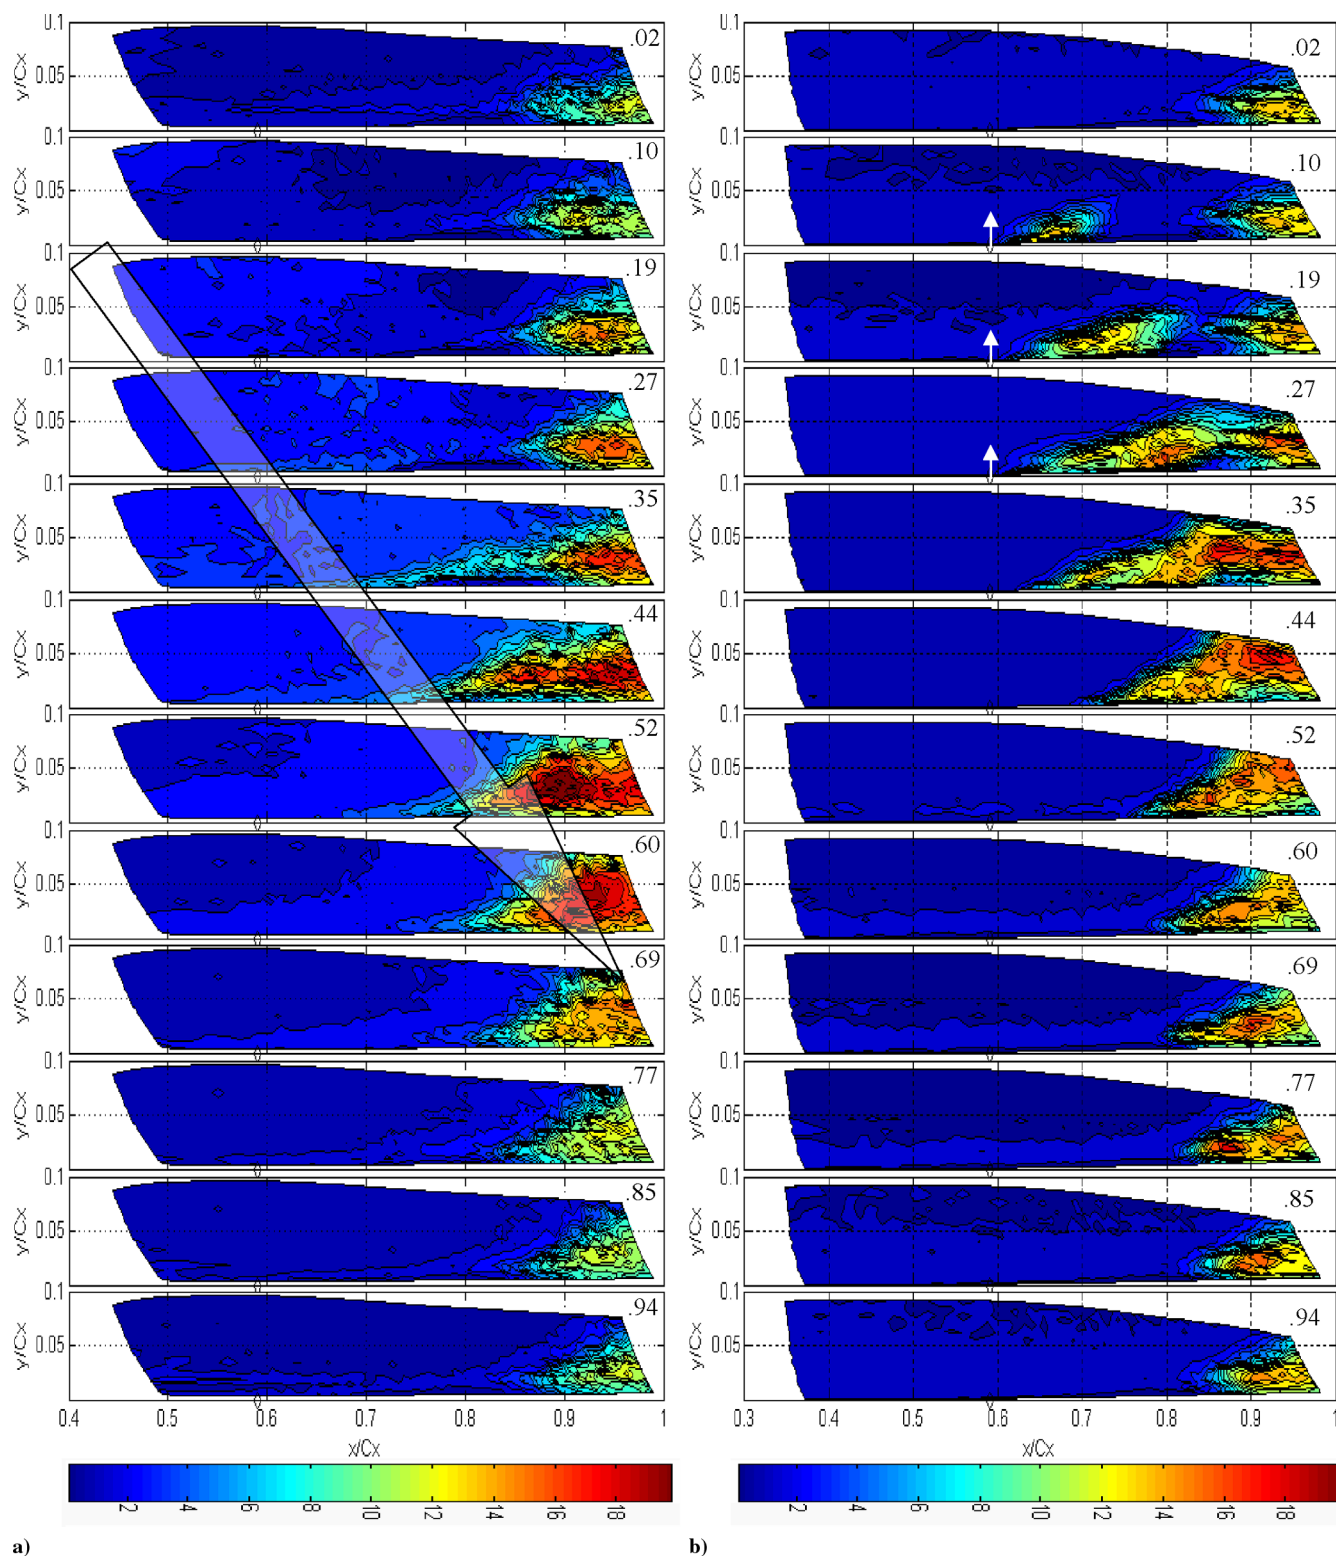 0.1 0.05 y/Cx .02
0.1 0.05 y/Cx .10
0.1 0.05 y/Cx .19
0.1 0.05 y/Cx .27
0.1 0.05 y/Cx .35
0.1 0.05 y/Cx .44
0.1 0.05 y/Cx .52
0.1 0.05 y/Cx .60
0.1 0.05 y/Cx .69
0.1 0.05 y/Cx .77
0.1 0.05 y/Cx .85
0.1 0.05 y/Cx .94
0.4 0.5 0.6 0.7 0.8 0.9 1
x/Cx
2 4 6 8 10 12 14 16 18
a)
0.1 0.05 y/Cx .02
0.1 0.05 y/Cx .10
0.1 0.05 y/Cx .19
0.1 0.05 y/Cx .27
0.1 0.05 y/Cx .35
0.1 0.05 y/Cx .44
0.1 0.05 y/Cx .52
0.1 0.05 y/Cx .60
0.1 0.05 y/Cx .69
0.1 0.05 y/Cx .77
0.1 0.05 y/Cx .85
0.1 0.05 y/Cx .94
0.3 0.4 0.5 0.6 0.7 0.8 0.9 1
x/Cx
2 4 6 8 10 12 14 16 18
b)